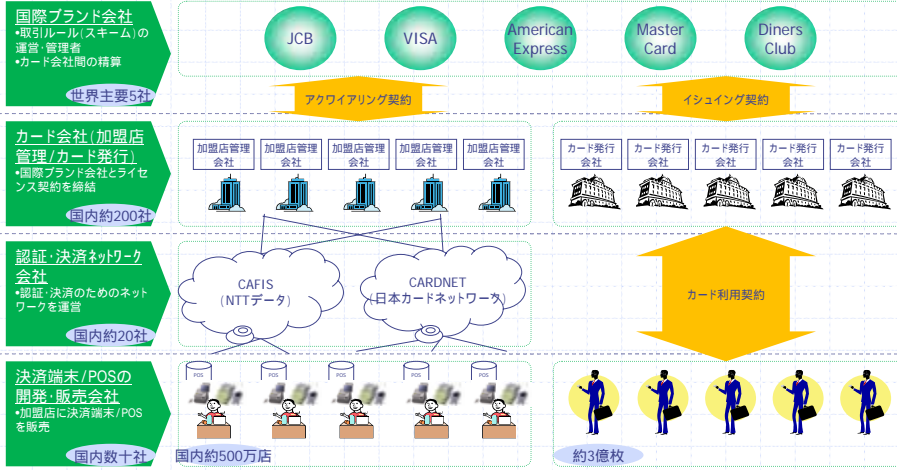 国際ブランド会社
•取引ルール(スキーム)の
運営・管理者
•カード会社間の精算
世界主要5社
JCB
VISA
American
Express
Master
Card
Diners
Club
アクワイアリング契約
イシュイング契約
カード会社(加盟店
管理/カード発行)
•国際ブランド会社とライセ
ンス契約を締結
国内約200社
加盟店管理
会社
加盟店管理
会社
加盟店管理
会社
加盟店管理
会社
加盟店管理
会社
カード発行
会社
カード発行
会社
カード発行
会社
カード発行
会社
カード発行
会社
認証・決済ネットワーク
会社
•認証・決済のためのネット
ワークを運営
国内約20社
CAFIS
(NTTデータ)
CARDNET
(日本カードネットワーク)
カード利用契約
決済端末/POSの
開発・販売会社
•加盟店に決済端末/POS
を販売
国内数十社
POS
POS
POS
POS
POS
国内約500万店
約3億枚